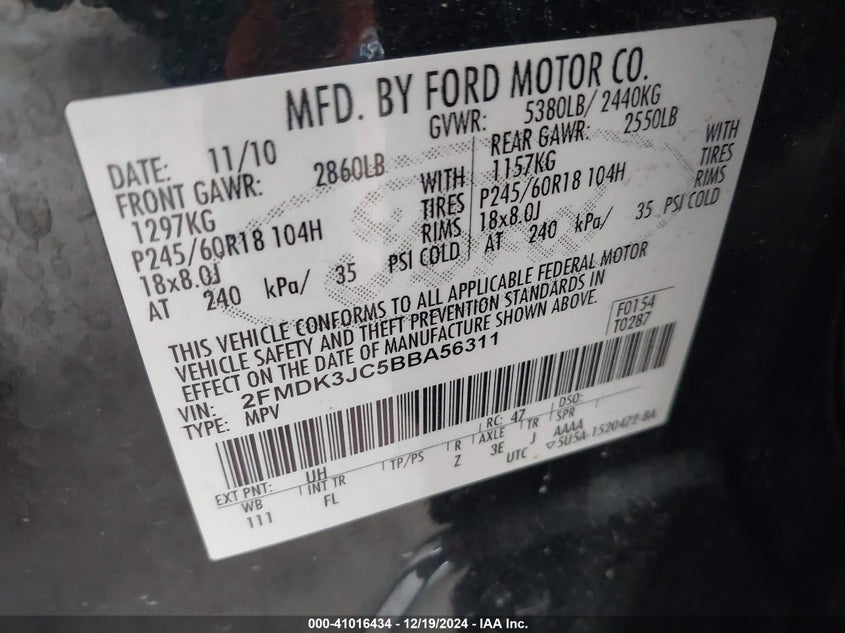 MFD. BY FORD MOTOR CO.
DATE: 11/10 GVWR: 5380LB/ 2440KG
FRONT GAWR: 2860LB REAR GAWR: 2550LB
1297KG WITH 1157KG WITH
P245/60R18 104H TIRES P245/60R18 104H TIRES
18x8.0J RIMS 18x8.0J RIMS
AT 240 kPa/ 35 PSI COLD AT 240 kPa/ 35 PSI COLD
THIS VEHICLE CONFORMS TO ALL APPLICABLE FEDERAL MOTOR
VEHICLE SAFETY AND THEFT PREVENTION STANDARDS IN
EFFECT ON THE DATE OF MANUFACTURE SHOWN ABOVE.
F0154
T0287
VIN: 2FMDK3JC5BBA56311
TYPE: MPV
EXT PNT: UH RC: 47 DSO:
WB INT TR TP/PS R AXLE TR SPR
111 FL Z 3E J AAAA
UTC ▽5U5A-1520472-BA
000-41016434 - 12/19/2024 - IAA Inc.